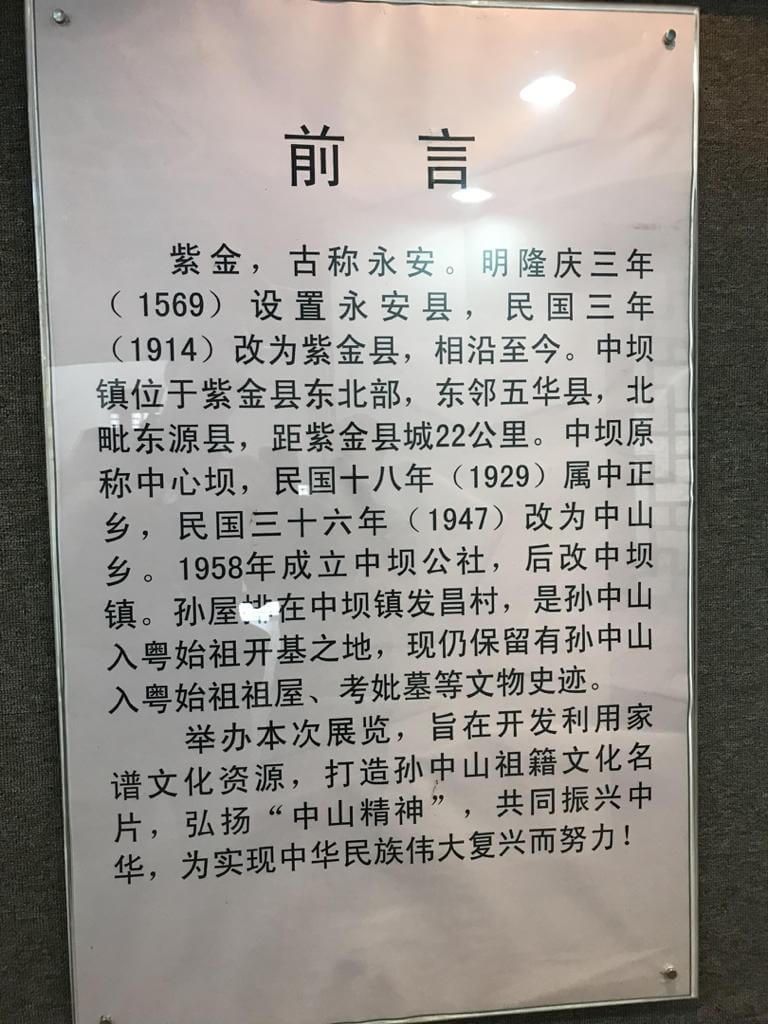 前 言
紫金，古称永安。明隆庆三年
（1569）设置永安县，民国三年
（1914）改为紫金县，相沿至今。中坝
镇位于紫金县东北部，东邻五华县，北
毗东源县，距紫金县城22公里。中坝原
称中心坝，民国十八年（1929）属中正
乡，民国三十六年（1947）改为中山
乡。1958年成立中坝公社，后改中坝
镇。孙屋排在中坝镇发昌村，是孙中山
入粤始祖开基之地，现仍保留有孙中山
入粤始祖祖屋、考妣墓等文物史迹。
举办本次展览，旨在开发利用家
谱文化资源，打造孙中山祖籍文化名
片，弘扬“中山精神”，共同振兴中
华，为实现中华民族伟大复兴而努力！